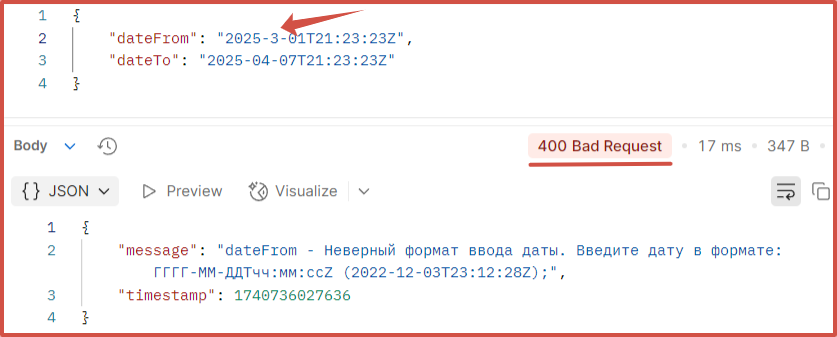 1 {
2 "dateFrom": "2025-3-01T21:23:23Z",
3 "dateTo": "2025-04-07T21:23:23Z"
4 }
Body 400 Bad Request 17 ms 347 B
{} JSON Preview Visualize
1 {
2 "message": "dateFrom - Неверный формат ввода даты. Введите дату в формате:
ГГГГ-ММ-ДДТчч:мм:ссZ (2022-12-03T23:12:28Z);",
3 "timestamp": 1740736027636
4 }